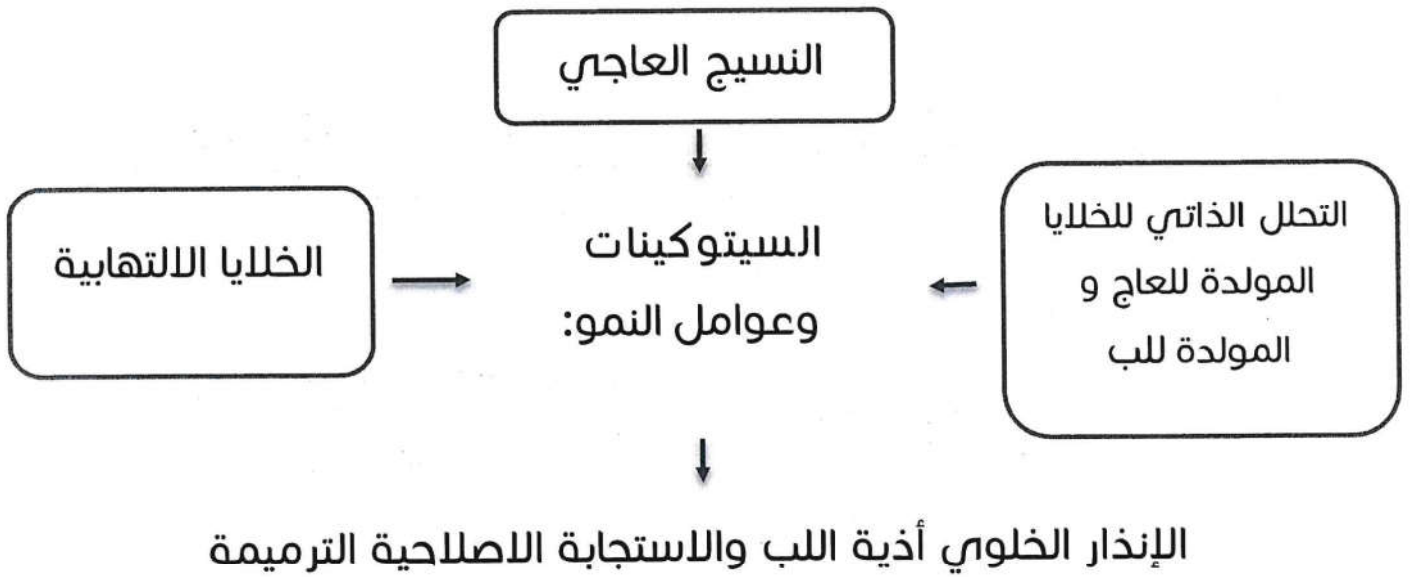 النسيج العاجي
التحلل الذاتي للخلايا
المولدة للعاج و
المولدة للب
السيتوكينات
وعوامل النمو:
الخلايا الالتهابية
الإنذار الخلوي أذية اللب والاستجابة الاصلاحية الترميمة